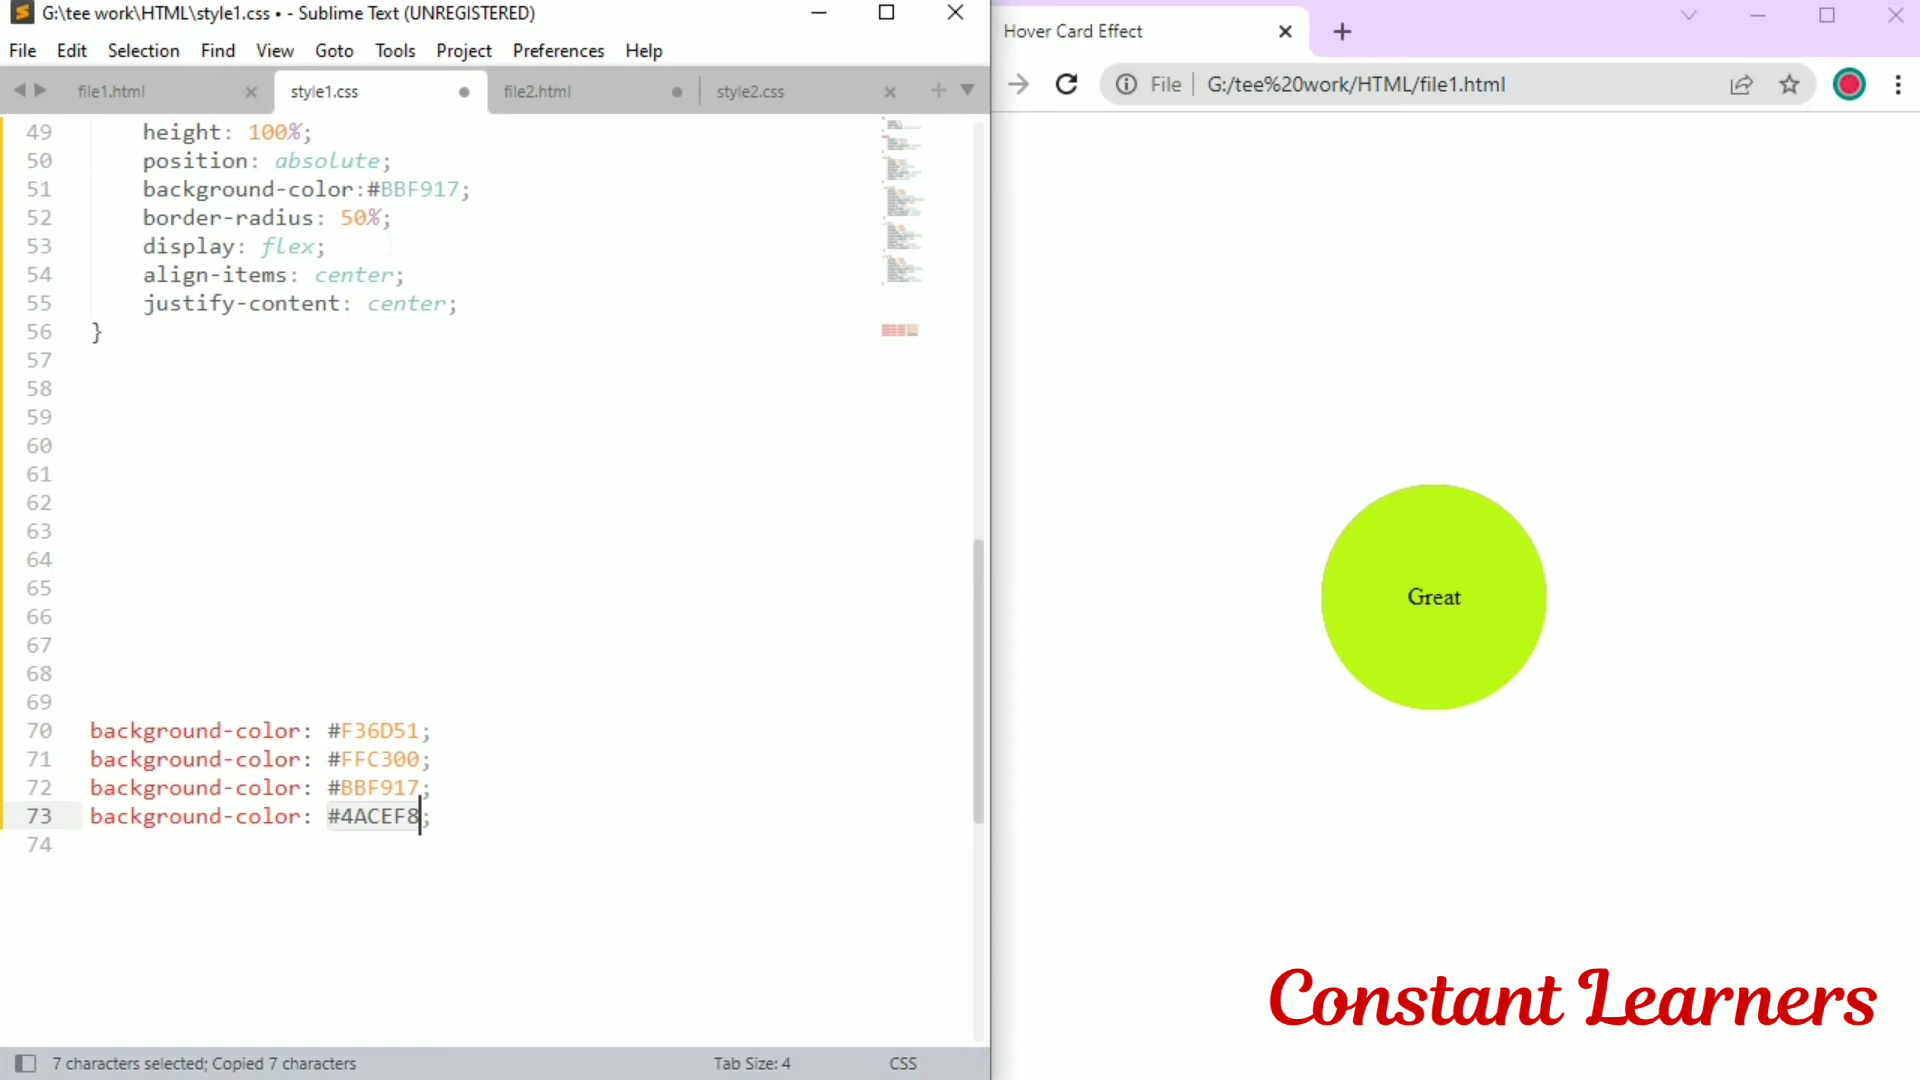 G:\tee work\HTML\style1.css • - Sublime Text (UNREGISTERED)
File Edit Selection Find View Goto Tools Project Preferences Help
file1.html style1.css file2.html style2.css
49 height: 100%;
50 position: absolute;
51 background-color:#BBF917;
52 border-radius: 50%;
53 display: flex;
54 align-items: center;
55 justify-content: center;
56 }
57
58
59
60
61
62
63
64
65
66
67
68
69
70 background-color: #F36D51;
71 background-color: #FFC300;
72 background-color: #BBF917;
73 background-color: #4ACEF8;
74
7 characters selected; Copied 7 characters Tab Size: 4 CSS
Hover Card Effect
File G:/tee%20work/HTML/file1.html
Great
Constant Learners